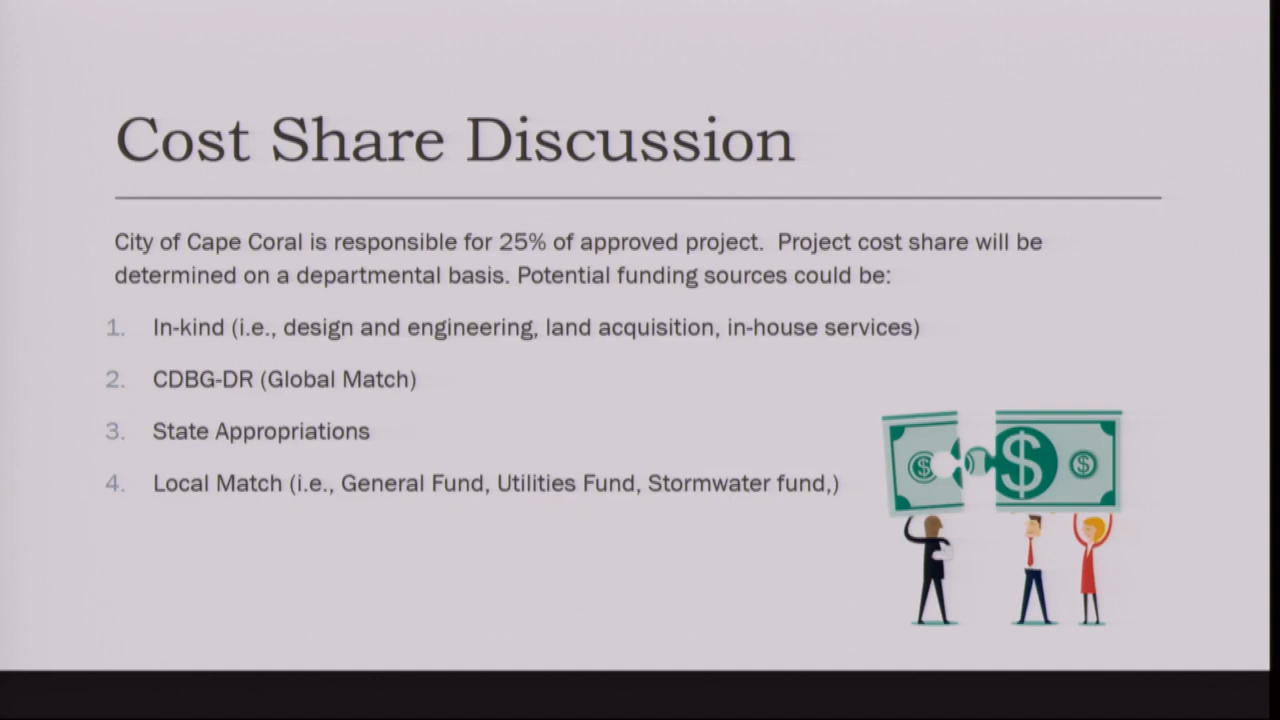 Cost Share Discussion
City of Cape Coral is responsible for 25% of approved project.  Project cost share will be
determined on a departmental basis. Potential funding sources could be:
1. In-kind (i.e., design and engineering, land acquisition, in-house services)
2. CDBG-DR (Global Match)
3. State Appropriations
4. Local Match (i.e., General Fund, Utilities Fund, Stormwater fund,)
$ $ $